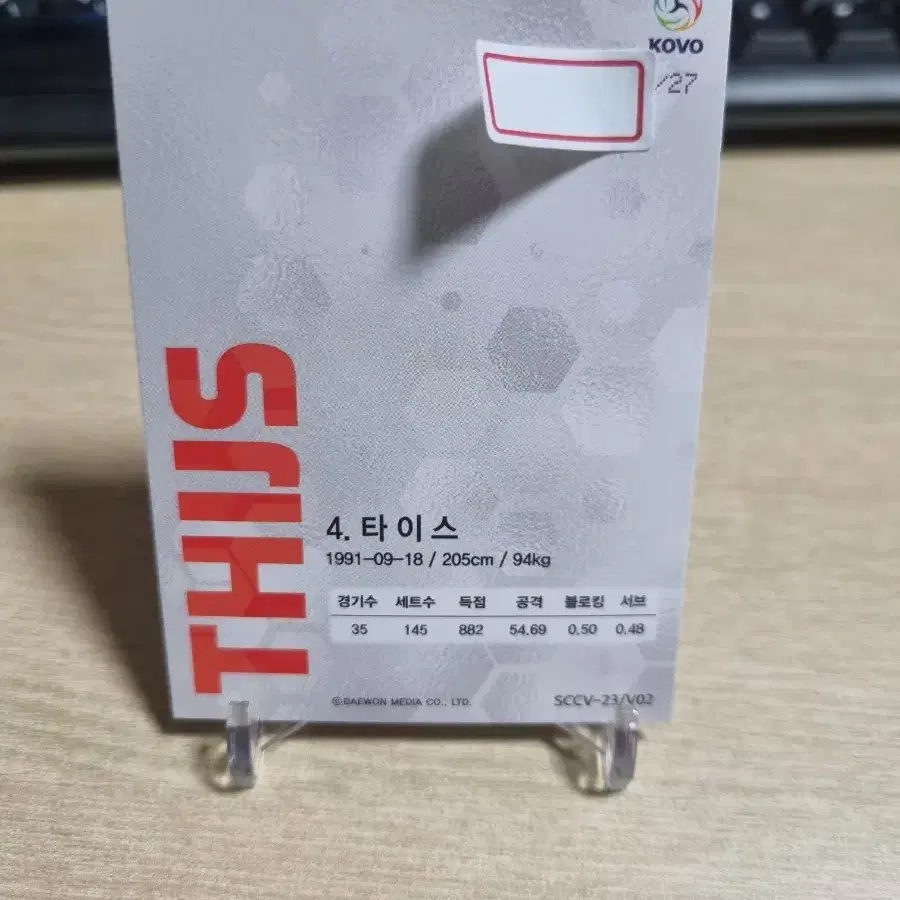 KOVO
/27
THIJS
4. 타이스
1991-09-18 / 205cm / 94kg
경기수 세트수 득점 공격 블로킹 서브
35 145 882 54.69 0.50 0.48
©DAEWON MEDIA CO., LTD.
SCCV-23/V02